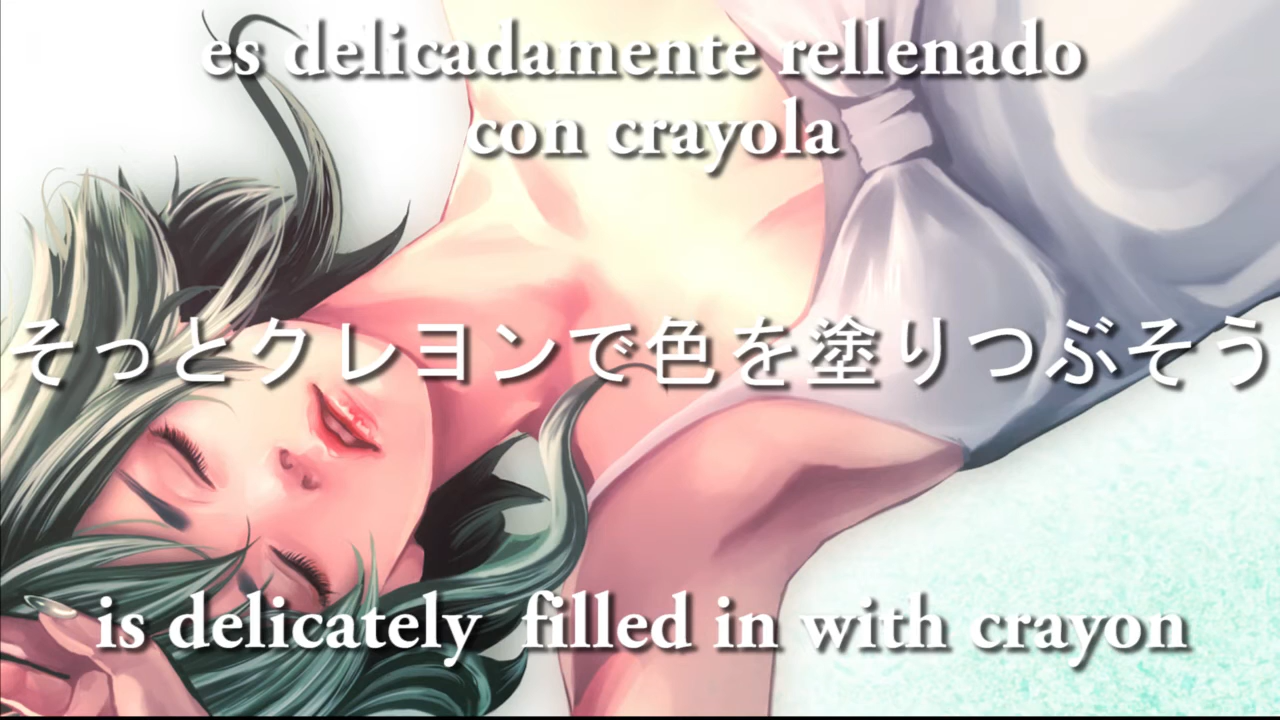 es delicadamente rellenado
con crayola
そっとクレヨンで色を塗りつぶそう
is delicately  filled in with crayon